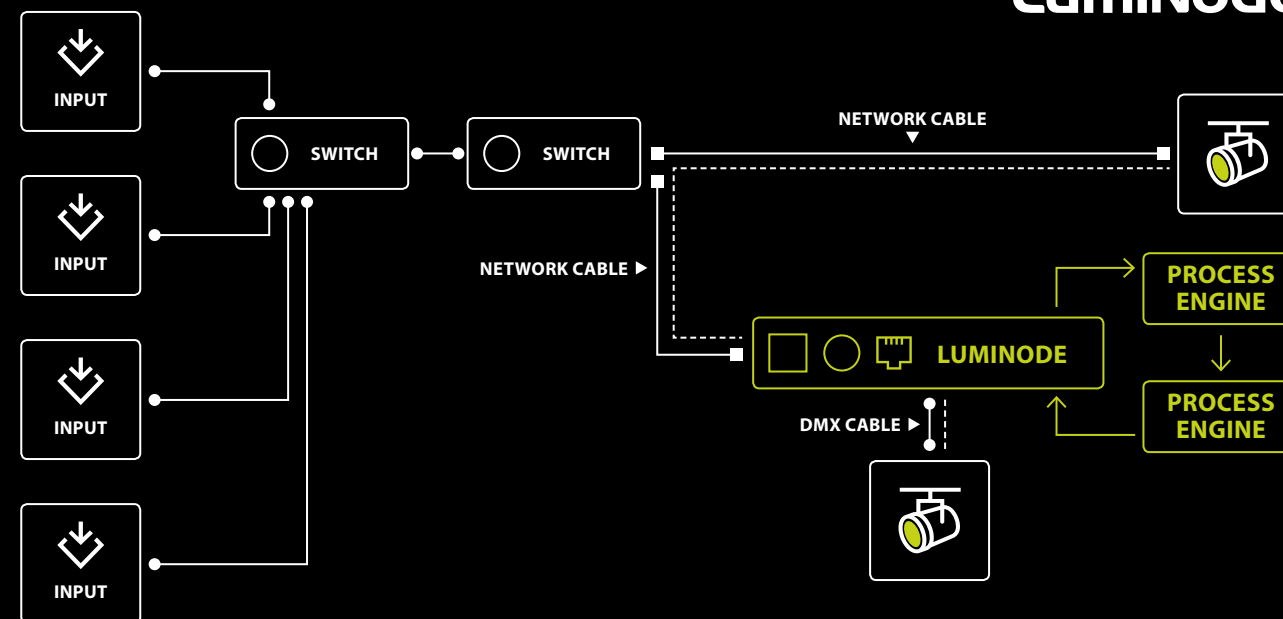 INPUT
SWITCH
SWITCH
NETWORK CABLE
INPUT
NETWORK CABLE
PROCESS
ENGINE
LUMINODE
INPUT
DMX CABLE
PROCESS
ENGINE
INPUT